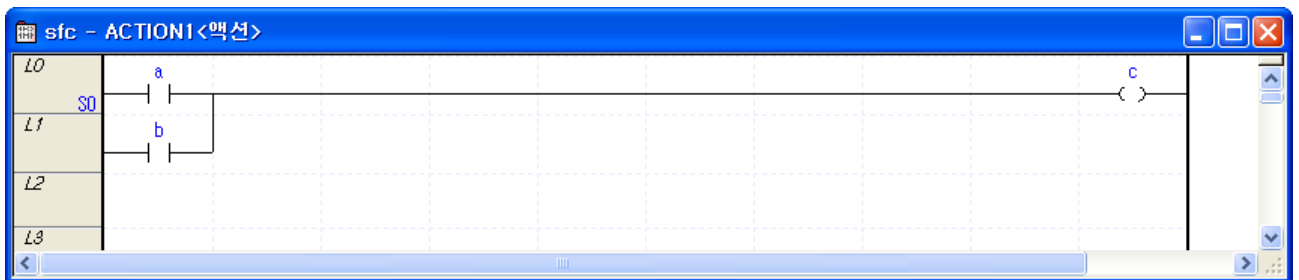 sfc - ACTION1<액션>
L0
a
c
S0
L1
b
L2
L3